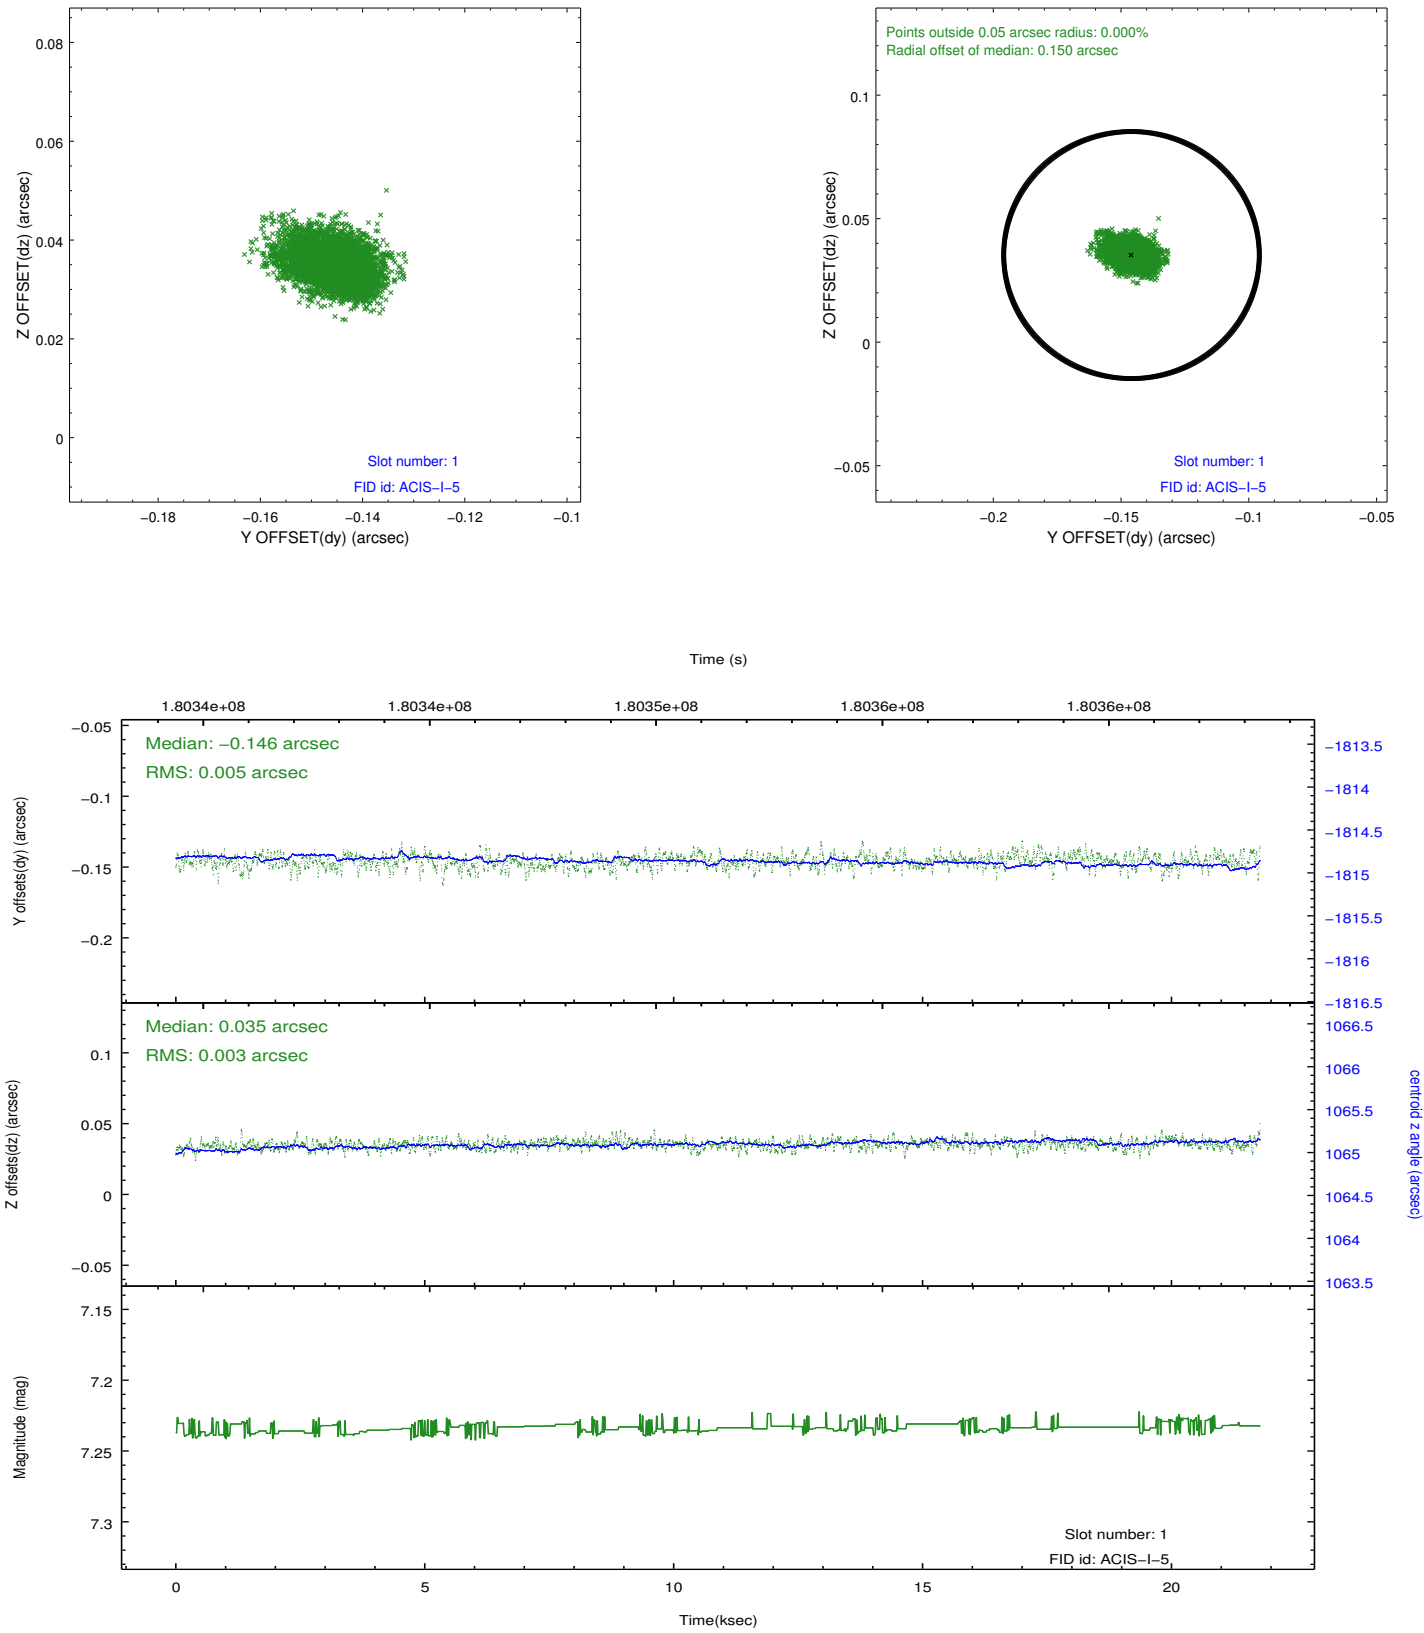 0.08
0.06
0.04
0.02
0
Z OFFSET(dz) (arcsec)
Slot number: 1
FID id: ACIS−I−5
−0.18
−0.16
−0.14
−0.12
−0.1
Y OFFSET(dy) (arcsec)
Points outside 0.05 arcsec radius: 0.000%
Radial offset of median: 0.150 arcsec
0.1
0.05
0
−0.05
Z OFFSET(dz) (arcsec)
Slot number: 1
FID id: ACIS−I−5
−0.2
−0.15
−0.1
−0.05
Y OFFSET(dy) (arcsec)
Time (s)
1.8034e+08
1.8034e+08
1.8035e+08
1.8036e+08
1.8036e+08
−0.05
−0.1
−0.15
−0.2
Y offsets(dy) (arcsec)
Median: −0.146 arcsec
RMS: 0.005 arcsec
−1813.5
−1814
−1814.5
−1815
−1815.5
−1816
−1816.5
0.1
0.05
0
−0.05
Z offsets(dz) (arcsec)
Median: 0.035 arcsec
RMS: 0.003 arcsec
1066.5
1066
1065.5
1065
1064.5
1064
1063.5
centroid z angle (arcsec)
7.15
7.2
7.25
7.3
Magnitude (mag)
Slot number: 1
FID id: ACIS−I−5
0
5
10
15
20
Time(ksec)